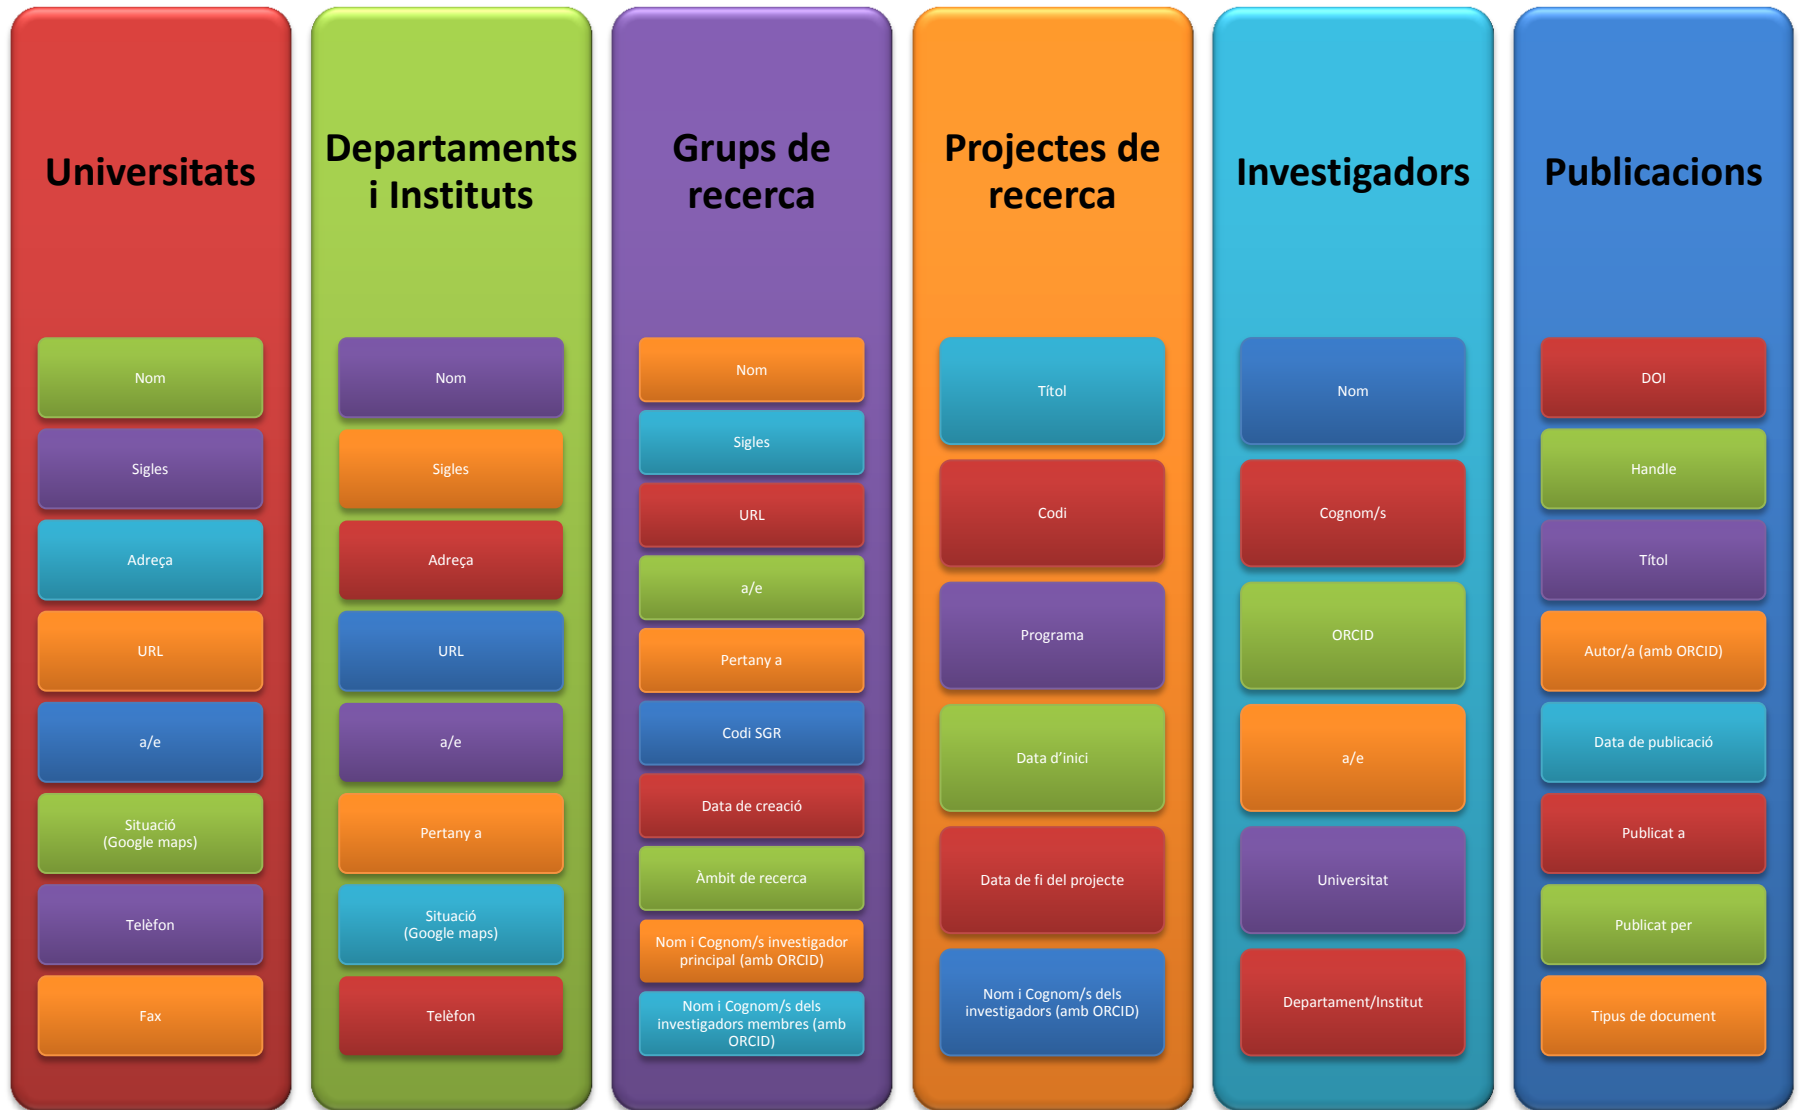 Universitats
Nom
Sigles
Adreça
URL
a/e
Situació
(Google maps)
Telèfon
Fax
Departaments
i Instituts
Nom
Sigles
Adreça
URL
a/e
Pertany a
Situació
(Google maps)
Telèfon
Grups de
recerca
Nom
Sigles
URL
a/e
Pertany a
Codi SGR
Data de creació
Àmbit de recerca
Nom i Cognom/s investigador
principal (amb ORCID)
Nom i Cognom/s dels
investigadors membres (amb
ORCID)
Projectes de
recerca
Títol
Codi
Programa
Data d’inici
Data de fi del projecte
Nom i Cognom/s dels
investigadors (amb ORCID)
Investigadors
Nom
Cognom/s
ORCID
a/e
Universitat
Departament/Institut
Publicacions
DOI
Handle
Títol
Autor/a (amb ORCID)
Data de publicació
Publicat a
Publicat per
Tipus de document